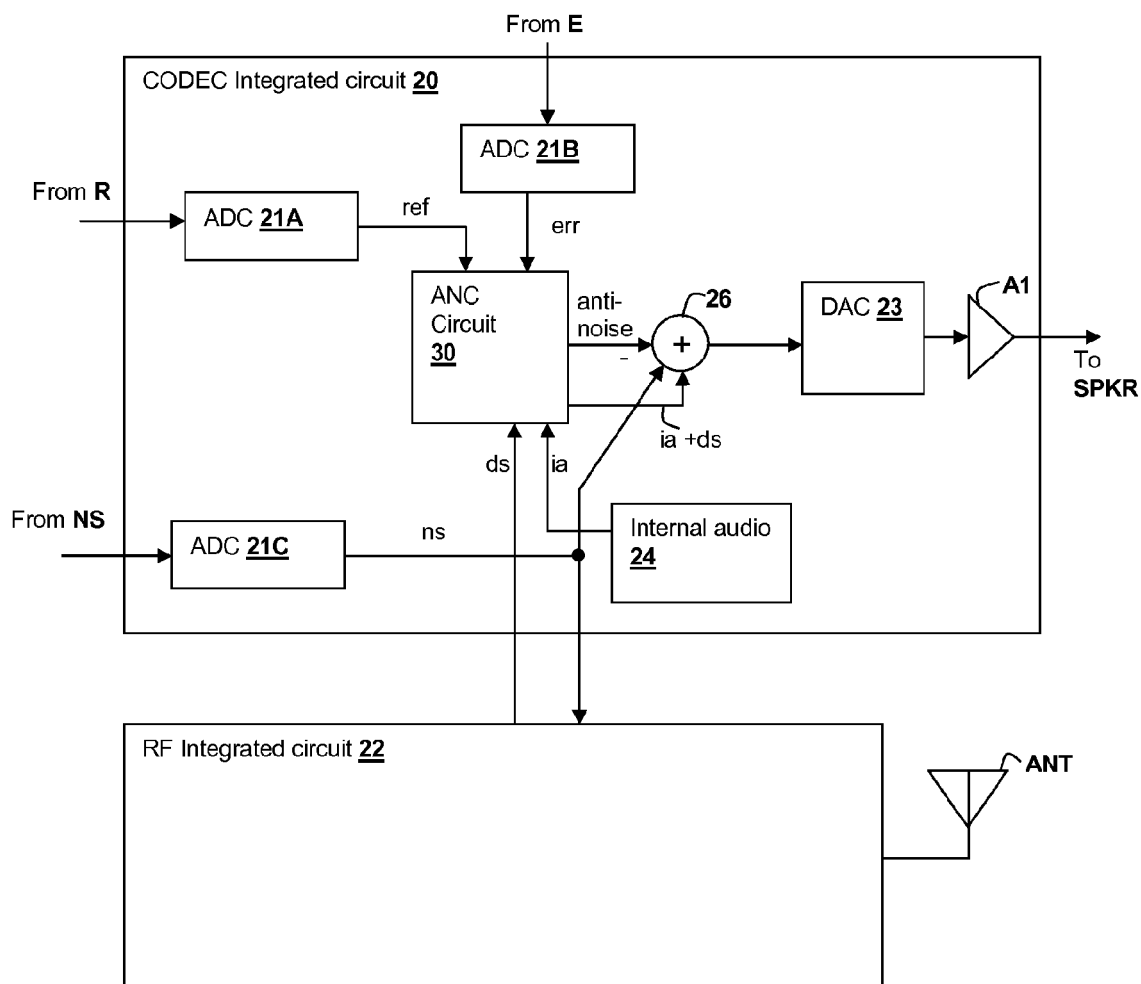 From E
CODEC Integrated circuit 20
ADC 21B
From R
ADC 21A
ref
err
ANC
Circuit
30
anti-
noise
-
26
+
DAC 23
A1
To
SPKR
ia +ds
ds
ia
From NS
ADC 21C
ns
Internal audio
24
RF Integrated circuit 22
ANT